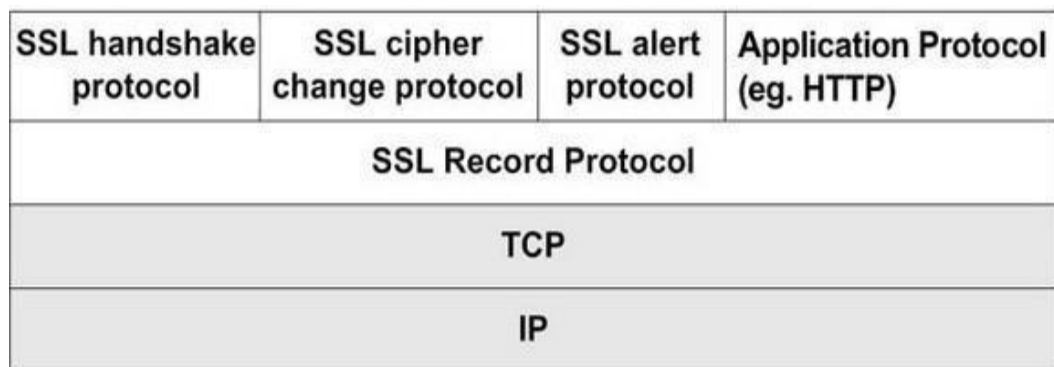 SSL handshake
protocol
SSL cipher
change protocol
SSL alert
protocol
Application Protocol
(eg. HTTP)
SSL Record Protocol
TCP
IP